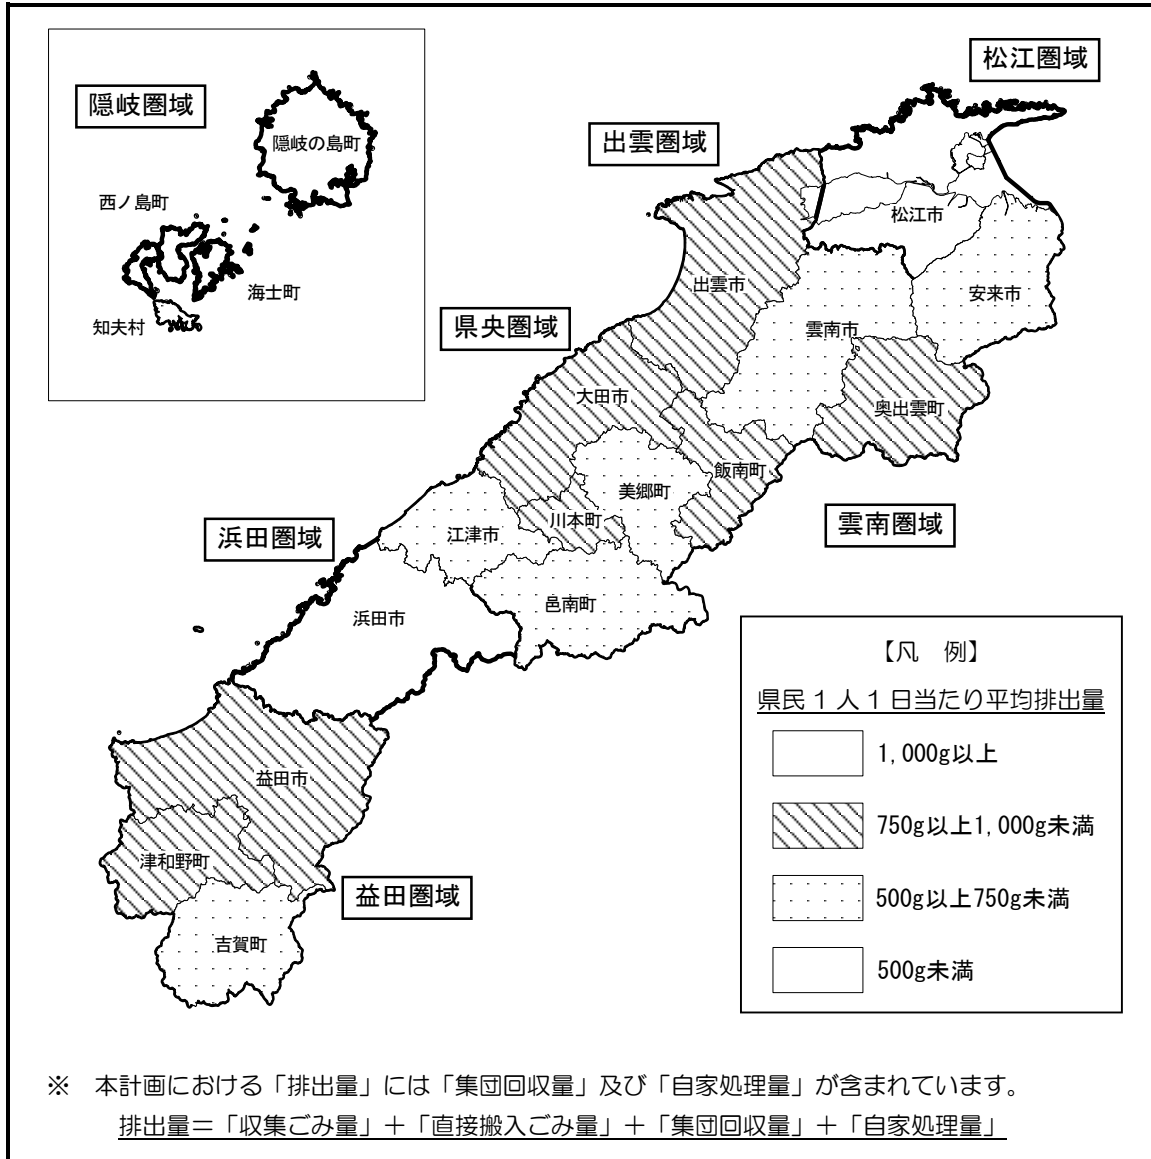 松江圏域
隠岐圏域
隠岐の島町
出雲圏域
西ノ島町
松江市
海士町
出雲市
安来市
知夫村
県央圏域
雲南市
大田市
奥出雲町
飯南町
美郷町
川本町
雲南圏域
浜田圏域
江津市
邑南町
浜田市
【凡　例】
県民１人１日当たり平均排出量
1,000g以上
益田市
750g以上1,000g未満
津和野町
益田圏域
500g以上750g未満
吉賀町
500g未満
※　本計画における「排出量」には「集団回収量」及び「自家処理量」が含まれています。
排出量＝「収集ごみ量」＋「直接搬入ごみ量」＋「集団回収量」＋「自家処理量」